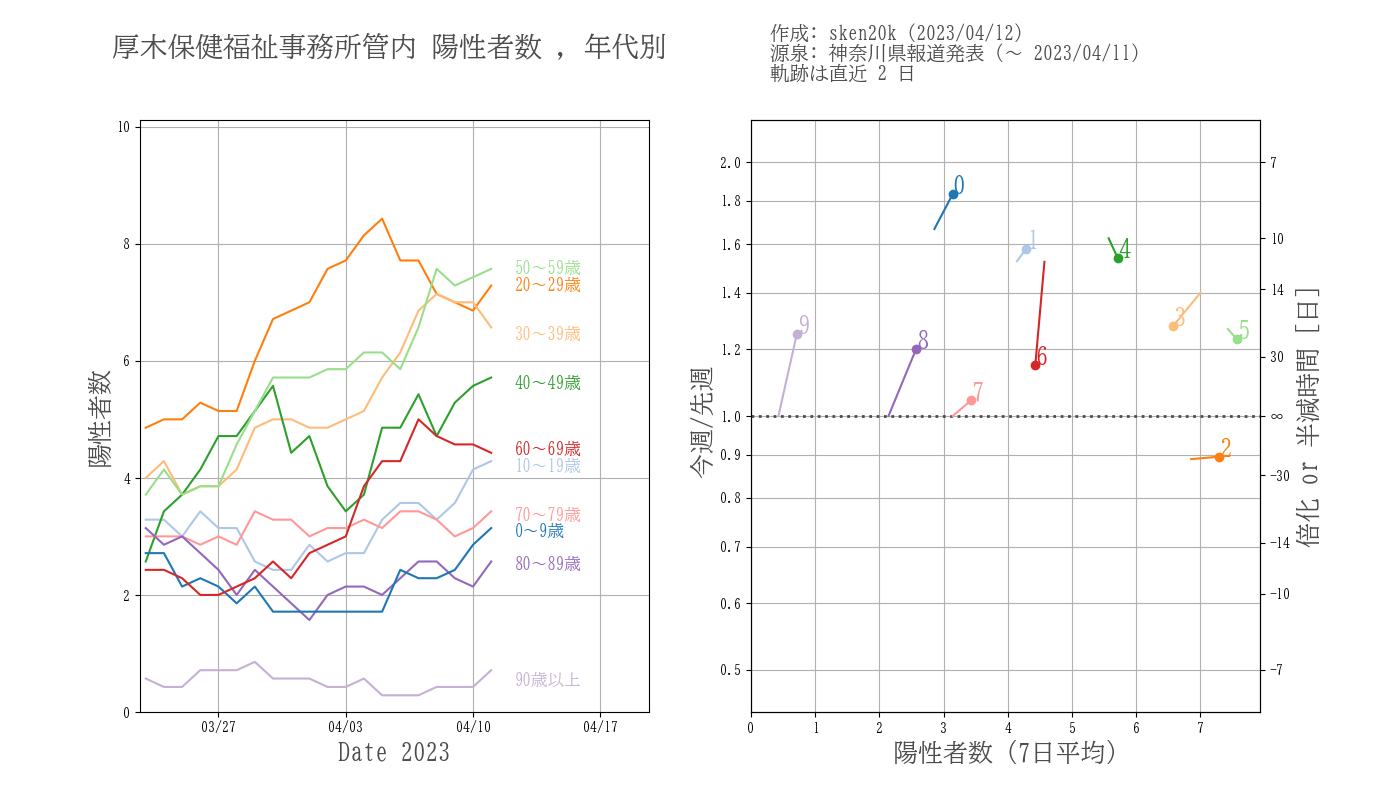 厚木保健福祉事務所管内 陽性者数 , 年代別
作成: sken20k (2023/04/12)
源泉: 神奈川県報道発表 (～ 2023/04/11)
軌跡は直近 2 日
10
8
6
4
2
0
陽性者数
50～59歳
20～29歳
30～39歳
40～49歳
60～69歳
10～19歳
70～79歳
0～9歳
80～89歳
90歳以上
03/27
04/03
04/10
04/17
Date 2023
2.0
1.8
1.6
1.4
1.2
1.0
0.9
0.8
0.7
0.6
0.5
今週/先週
0
1
4
3
5
9
8
6
7
2
7
10
14
30
∞
-30
-14
-10
-7
倍化 or 半減時間 [日]
0
1
2
3
4
5
6
7
陽性者数 (7日平均)